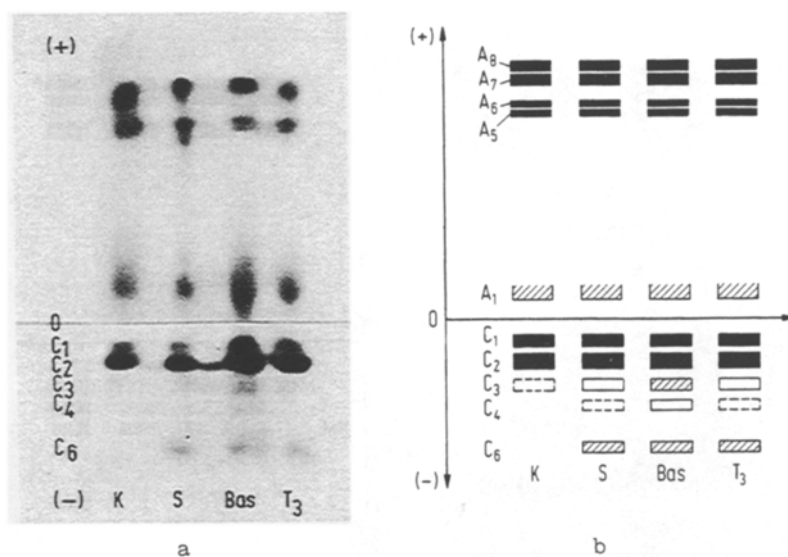 (+)
0
C1
C2
C3
C4
C6
(-) K S Bas T3
a
(+)
A8
A7
A6
A5
A1
0
C1
C2
C3
C4
C6
(-) K S Bas T3
b